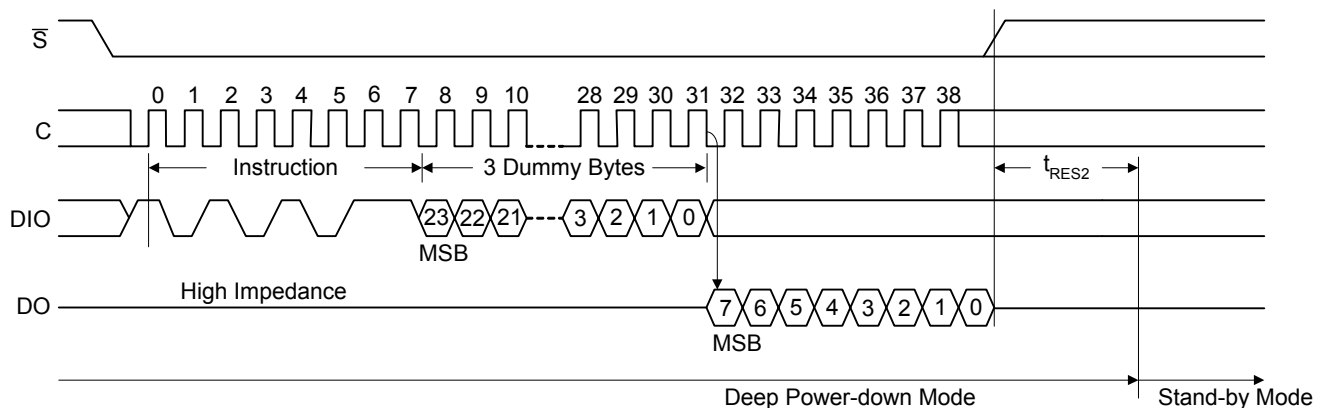 S̅
0 1 2 3 4 5 6 7 8 9 10 28 29 30 31 32 33 34 35 36 37 38
C
Instruction 3 Dummy Bytes tRES2
DIO 23 22 21 3 2 1 0
MSB
High Impedance
DO 7 6 5 4 3 2 1 0
MSB
Deep Power-down Mode Stand-by Mode